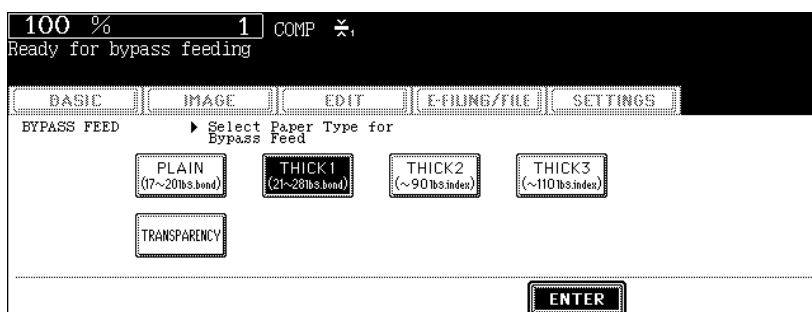 100 % 1 COMP 1
Ready for bypass feeding
BASIC IMAGE EDIT E-FILING/FILE SETTINGS
BYPASS FEED Select Paper Type for
Bypass Feed
PLAIN THICK1 THICK2 THICK3
(17~20lbs.bond) (21~28lbs.bond) (~90lbs.index) (~110lbs.index)
TRANSPARENCY
ENTER